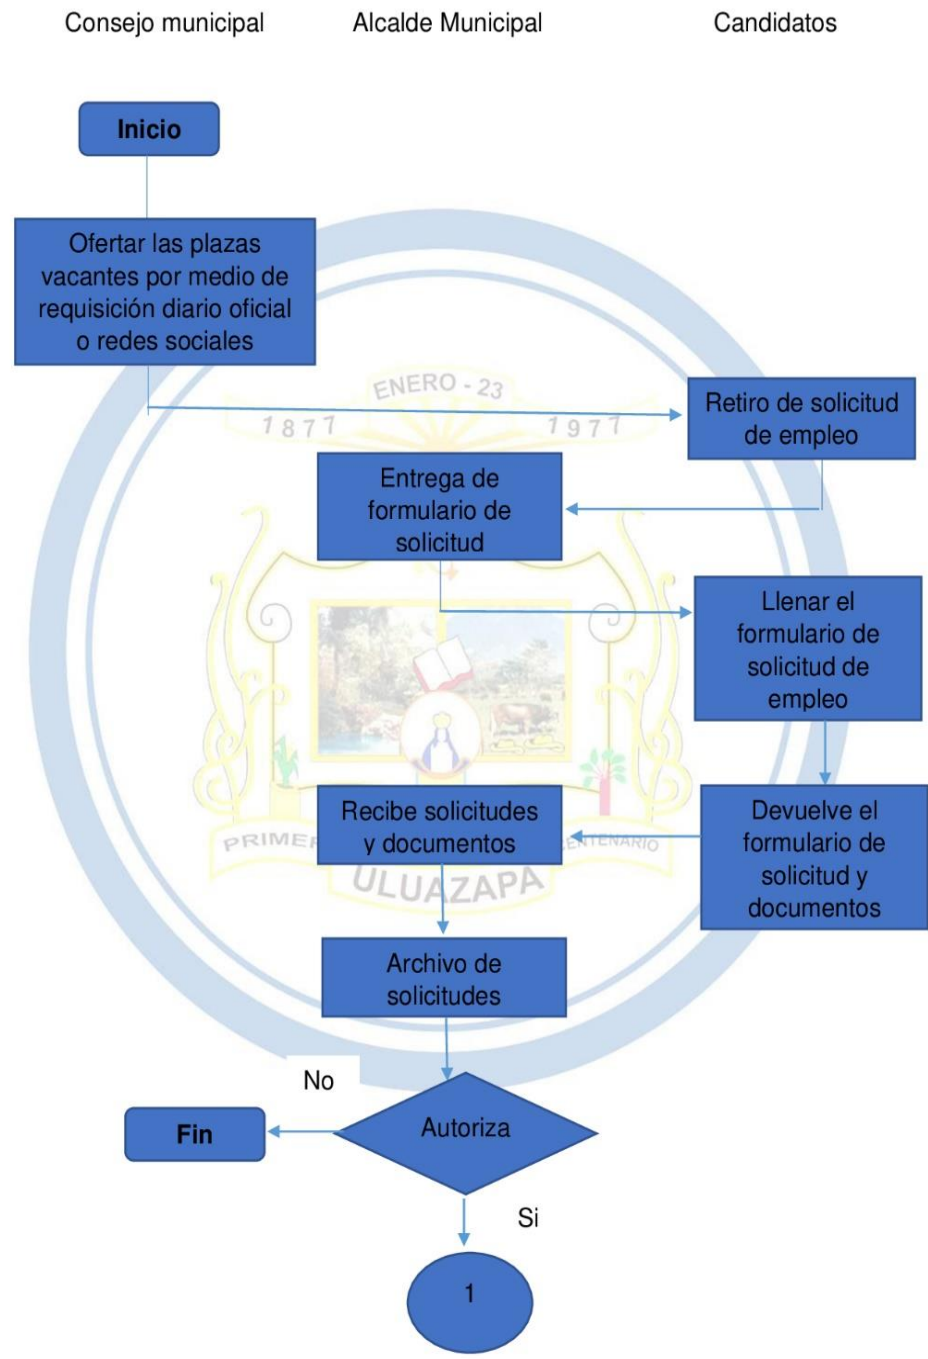 Consejo municipal
Alcalde Municipal
Candidatos
Inicio
Ofertar las plazas
vacantes por medio de
requisición diario oficial
o redes sociales
ENERO - 23
1877
1977
Retiro de solicitud
de empleo
Entrega de
formulario de
solicitud
Llenar el
formulario de
solicitud de
empleo
Recibe solicitudes
y documentos
Devuelve el
formulario de
solicitud y
documentos
PRIMER
CENTENARIO
ULUAZAPA
Archivo de
solicitudes
No
Autoriza
Fin
Si
1